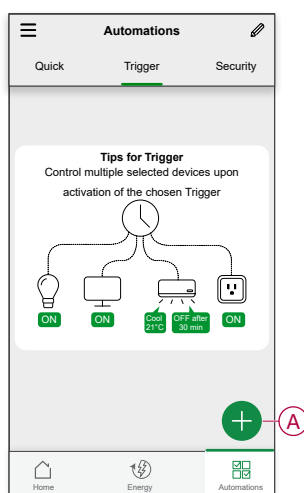 Automations
Quick Trigger Security
Tips for Trigger
Control multiple selected devices upon
activation of the chosen Trigger
ON ON Cool 21°C OFF after 30 min ON
A
Home Energy Automations